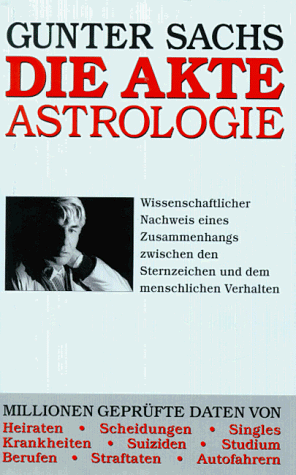 GUNTER SACHS
DIE AKTE
ASTROLOGIE
Wissenschaftlicher
Nachweis eines
Zusammenhangs
zwischen den
Sternzeichen und dem
menschlichen Verhalten
MILLIONEN GEPRÜFTE DATEN VON
Heiraten • Scheidungen • Singles
Krankheiten • Suiziden • Studium
Berufen • Straftaten • Autofahrern